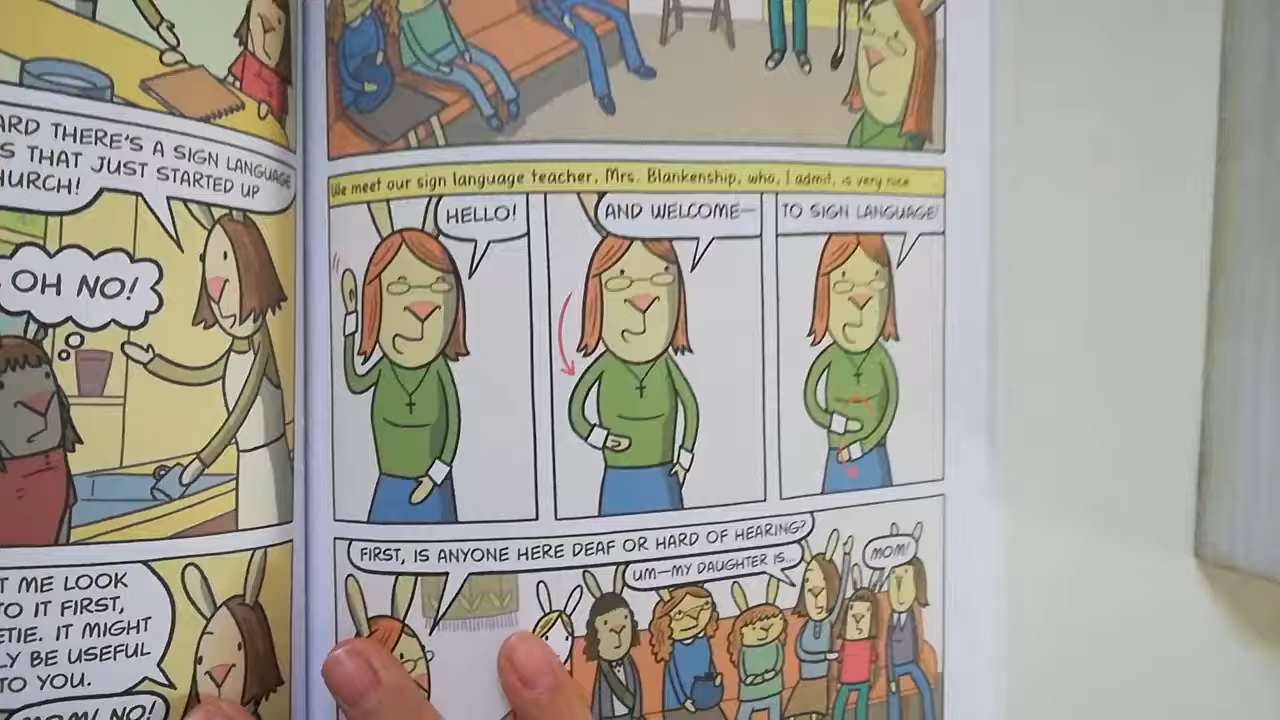 ARD THERE'S A SIGN LANGUAGE
S THAT JUST STARTED UP
HURCH!
OH NO!
T ME LOOK
TO IT FIRST,
ETIE. IT MIGHT
LY BE USEFUL
TO YOU.
MOM! NO!
We meet our sign language teacher, Mrs. Blankenship, who, I admit, is very nice
HELLO!
AND WELCOME—
TO SIGN LANGUAGE!
FIRST, IS ANYONE HERE DEAF OR HARD OF HEARING?
UM—MY DAUGHTER IS...
MOM!